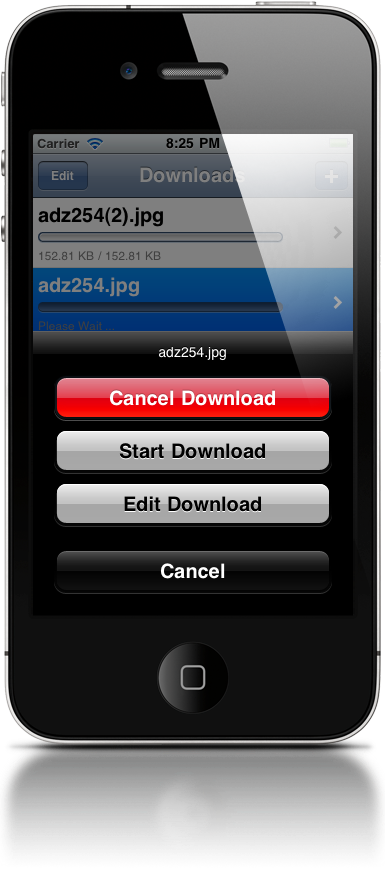 Carrier 8:25 PM
Edit Downloads +
adz254(2).jpg
152.81 KB / 152.81 KB
adz254.jpg
Please Wait ...
adz254.jpg
Cancel Download
Start Download
Edit Download
Cancel